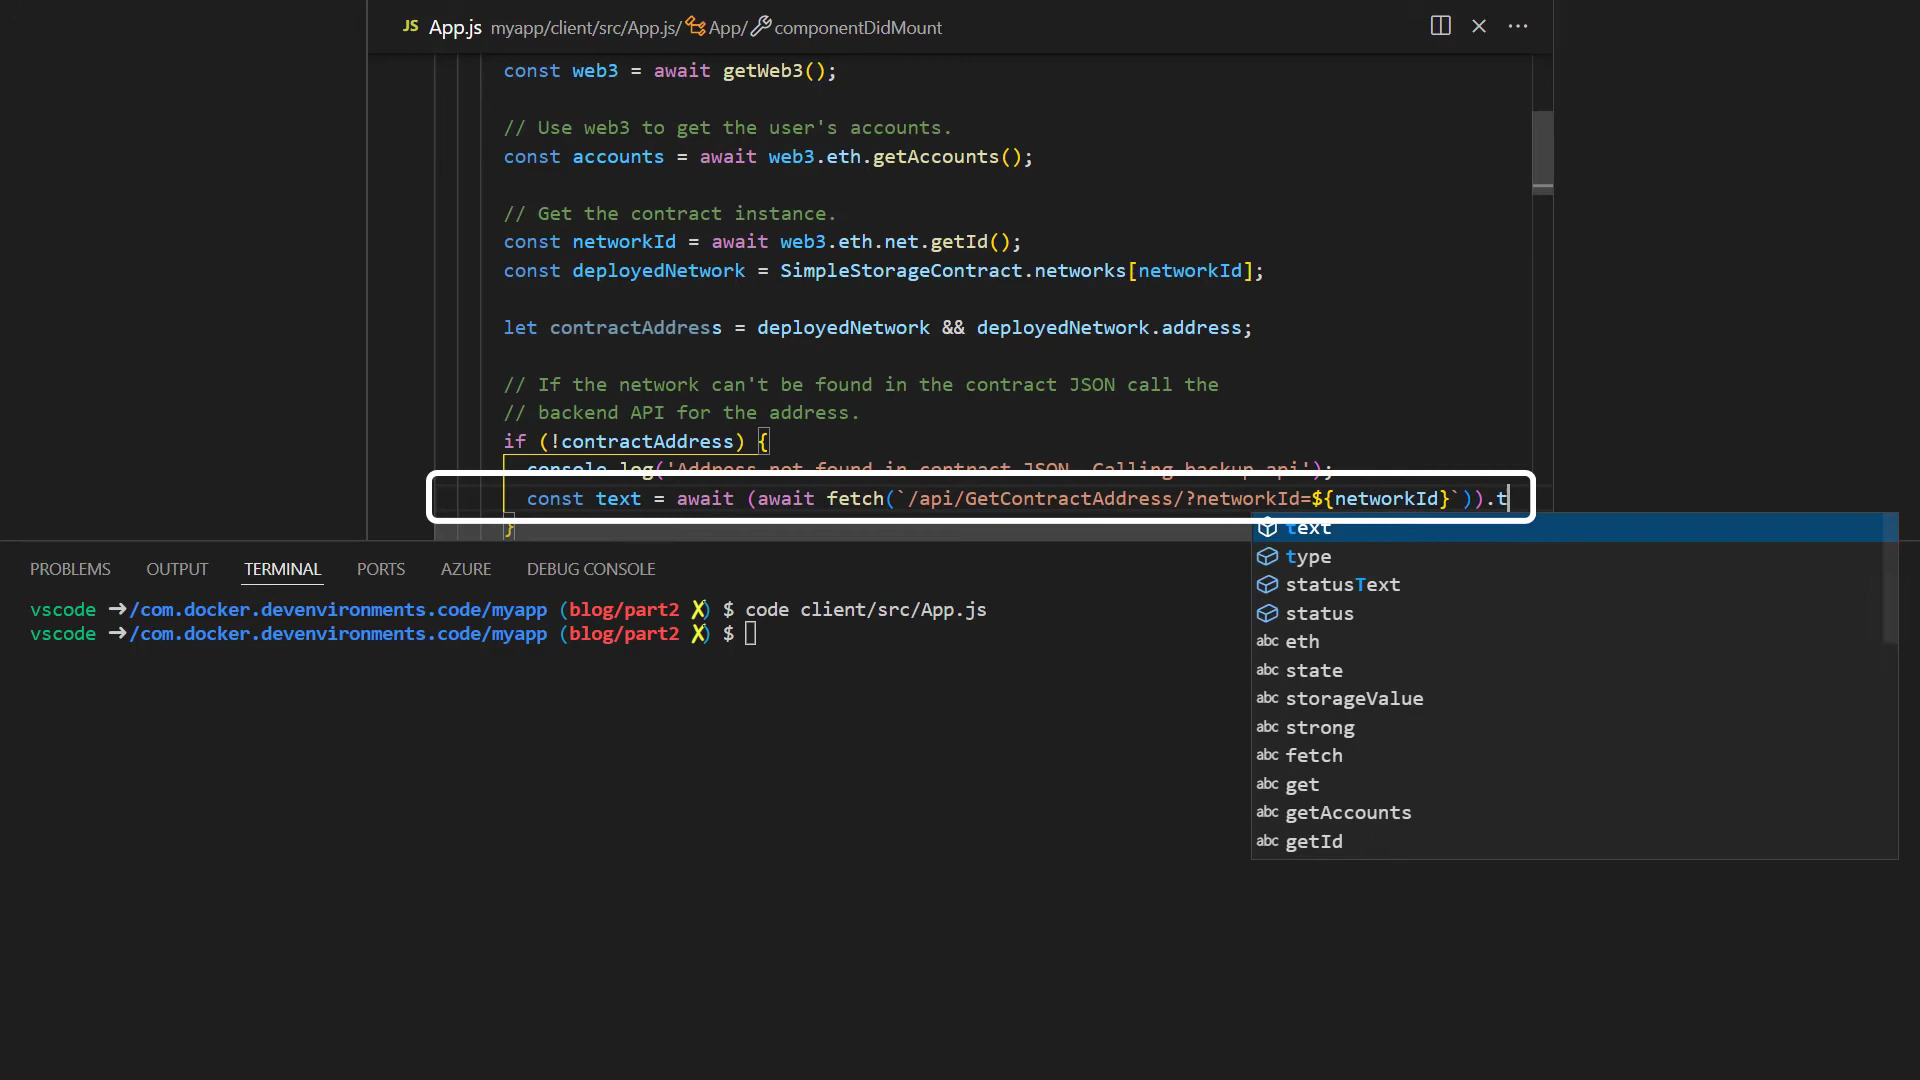 JS App.js myapp/client/src/App.js/ App/ componentDidMount
const web3 = await getWeb3();
// Use web3 to get the user's accounts.
const accounts = await web3.eth.getAccounts();
// Get the contract instance.
const networkId = await web3.eth.net.getId();
const deployedNetwork = SimpleStorageContract.networks[networkId];
let contractAddress = deployedNetwork && deployedNetwork.address;
// If the network can't be found in the contract JSON call the
// backend API for the address.
if (!contractAddress) {
console.log('Address not found in contract JSON. Calling backup api');
const text = await (await fetch(`/api/GetContractAddress/?networkId=${networkId}`)).t
}
text
type
statusText
status
abc eth
abc state
abc storageValue
abc strong
abc fetch
abc get
abc getAccounts
abc getId
PROBLEMS OUTPUT TERMINAL PORTS AZURE DEBUG CONSOLE
vscode ➜/com.docker.devenvironments.code/myapp (blog/part2 ✗) $ code client/src/App.js
vscode ➜/com.docker.devenvironments.code/myapp (blog/part2 ✗) $